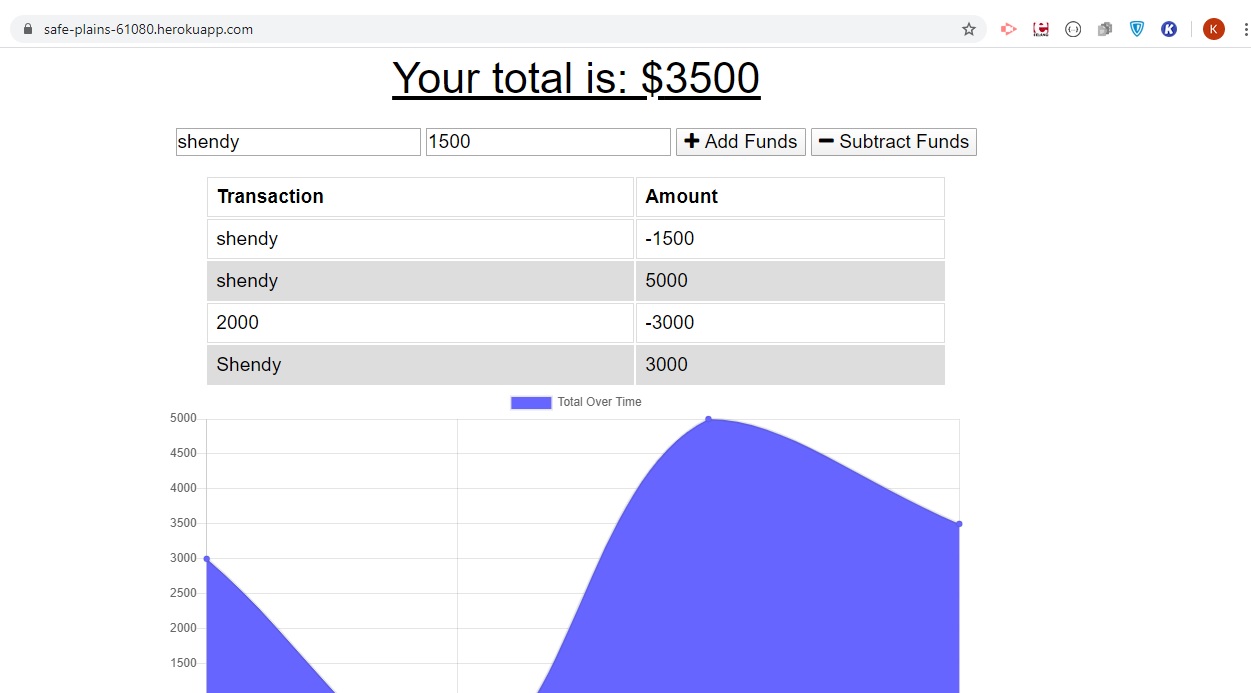 safe-plains-61080.herokuapp.com
K
K
Your total is: $3500
shendy 1500 Add Funds Subtract Funds
Transaction Amount
shendy -1500
shendy 5000
2000 -3000
Shendy 3000
Total Over Time
5000
4500
4000
3500
3000
2500
2000
1500